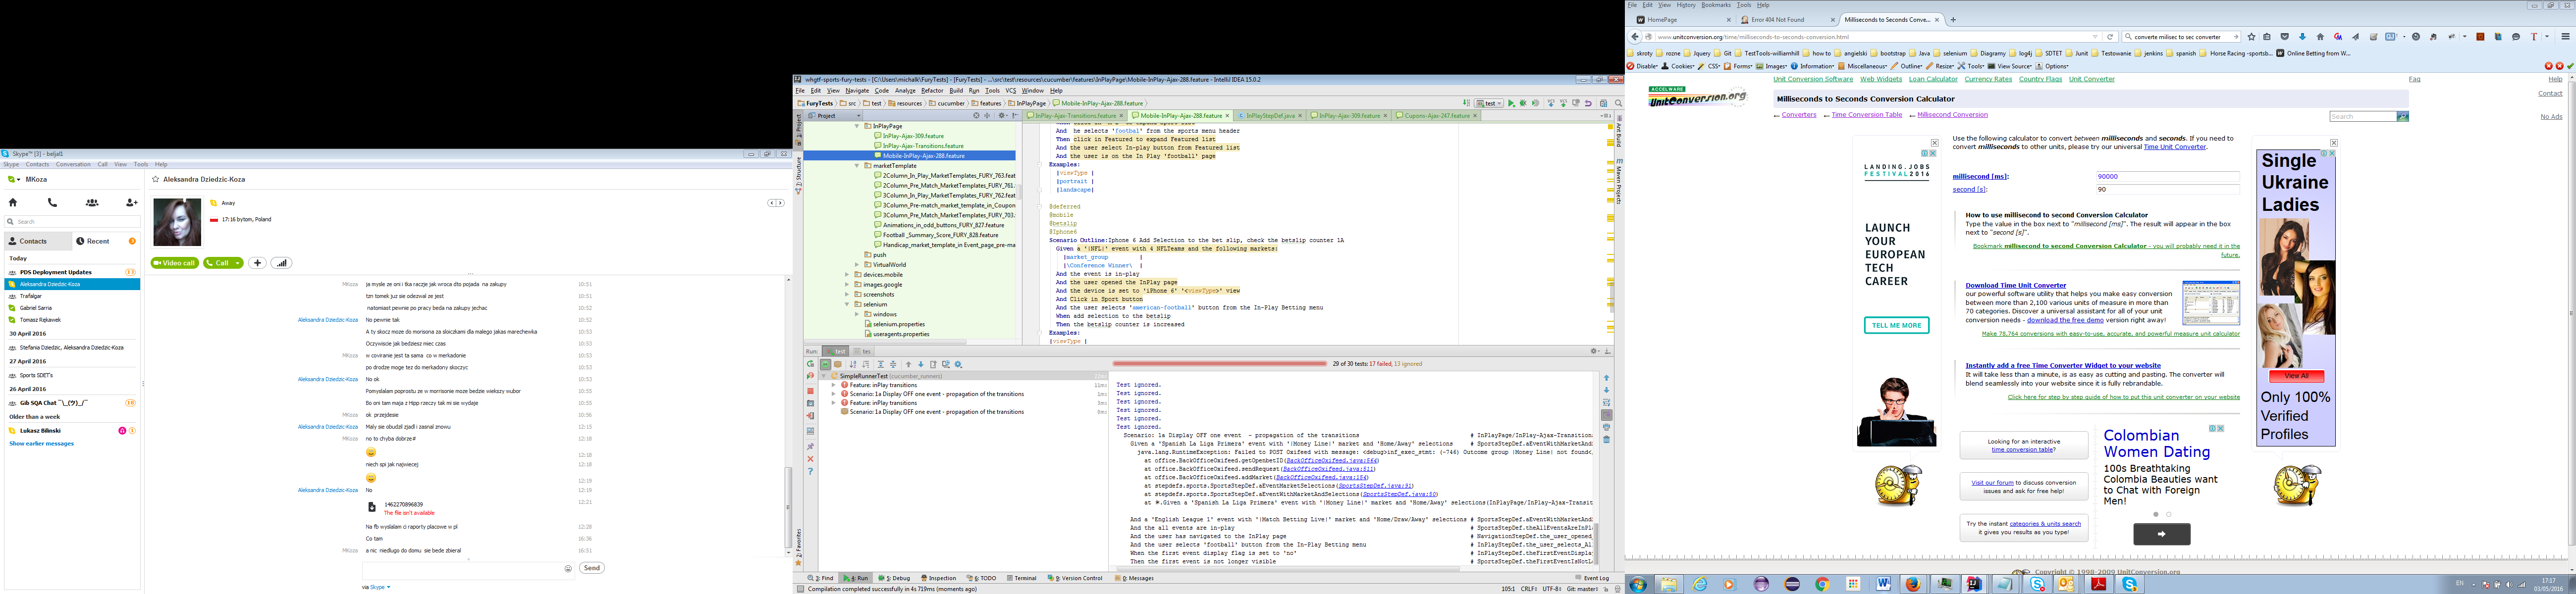 Skype™ [3] - beljal1
Skype Contacts Conversation Call View Tools Help
MKoza
Search
Contacts
Recent
Today
PDS Deployment Updates
Aleksandra Dziedzic-Koza
Trafalgar
Gabriel Sarria
Tomasz Rękawek
30 April 2016
Stefania Dziedzic, Aleksandra Dziedzic-Koza
27 April 2016
Sports SDET's
26 April 2016
Gib SQA Chat ¯\_(ツ)_/¯
Older than a week
Lukasz Bilinski
Show earlier messages
Aleksandra Dziedzic-Koza
Away
17:16 bytom, Poland
Video call
Call
MKoza ja mysle ze oni i tka raczje jak wroca dto pojada na zakupy 10:51
tzn tomek juz sie odezwal ze jest 10:51
natomiast pewnie po pracy beda na zakupy jechac 10:52
Aleksandra Dziedzic-Koza No pewnie tak 10:52
A ty skocz moze do morisona za sloiczkami dla malego jakas marechewka 10:53
Oczywiscie jak bedziesz miec czas 10:53
MKoza w coviranie jest ta sama co w merkadonie 10:53
po drodze moge tez do merkadony skoczyc 10:53
Aleksandra Dziedzic-Koza No ok 10:53
Pomyslalam poprostu ze w morrisonie moze bedzie wiekszy wubor 10:55
Bo oni tam maja z Hipp rzeczy tak mi sie wydaje 10:55
MKoza ok przejdesie 10:56
Aleksandra Dziedzic-Koza Maly sie obudzil zjadl i zasnal znowu 12:15
MKoza no to chyba dobrze# 12:18
12:18
niech spi jak najwiecej 12:18
12:19
Aleksandra Dziedzic-Koza No 12:19
1462270896839 12:21
The file isn't available
Na fb wyslalam ci raporty placowe w pl 12:28
Co tam 16:36
MKoza a nic niedlugo do domu sie bede zbieral 16:51
Send
via Skype
whgtf-sports-fury-tests - [C:\Users\michalk\FuryTests] - [FuryTests] - ...\src\test\resources\cucumber\features\InPlayPage\Mobile-InPlay-Ajax-288.feature - IntelliJ IDEA 15.0.2
File Edit View Navigate Code Analyze Refactor Build Run Tools VCS Window Help
FuryTests src test resources cucumber features InPlayPage Mobile-InPlay-Ajax-288.feature
test
Project
InPlay-Ajax-Transitions.feature Mobile-InPlay-Ajax-288.feature InPlayStepDef.java InPlay-Ajax-309.feature Cupons-Ajax-247.feature
InPlayPage
InPlay-Ajax-309.feature
InPlay-Ajax-Transitions.feature
Mobile-InPlay-Ajax-288.feature
marketTemplate
2Column_In_Play_MarketTemplates_FURY_763.feat
2Column_Pre_Match_MarketTemplates_FURY_761.
3Column_In_Play_MarketTemplates_FURY_762.feat
3Column_Pre-match_market_template_in_Coupon
3Column_Pre_Match_MarketTemplates_FURY_703.
Animations_in_odd_buttons_FURY_827.feature
Football _Summary_Score_FURY_828.feature
Handicap_market_template in Event_page_pre-ma
push
VirtualWorld
devices.mobile
images.google
screenshots
selenium
windows
selenium.properties
useragents.properties
And he selects 'footbal' from the sports menu header
Then click in Featured to expand Featured list
And the user select In-play button from Featured list
And the user is on the In Play 'football' page
Examples:
|viewType |
|portrait |
|landscape|
@deferred
@mobile
@betslip
@Iphone6
Scenario Outline:Iphone 6 Add Selection to the bet slip, check the betslip counter 1A
Given a '|NFL|' event with 4 NFLTeams and the following markets:
|market_group |
|\Conference Winner\ |
And the event is in-play
And the user opened the InPlay page
And the device is set to 'iPhone 6' '<viewType>' view
And Click in Sport button
And the user selects 'american-football' button from the In-Play Betting menu
When add selection to the betslip
Then the betslip counter is increased
Examples:
|viewType |
Run: test tes
29 of 30 tests: 17 failed, 13 ignored
SimpleRunnerTest (cucumber_runners)
Feature: inPlay transitions 11ms
Scenario: 1a Display OFF one event - propagation of the transitions 1ms
Feature: inPlay transitions 9ms
Scenario: 1a Display OFF one event - propagation of the transitions 0ms
Test ignored.
Test ignored.
Test ignored.
Test ignored.
Test ignored.
Test ignored.
Scenario: 1a Display OFF one event - propagation of the transitions # InPlayPage/InPlay-Ajax-Transition
Given a 'Spanish La Liga Primera' event with '|Money Line|' market and 'Home/Away' selections # SportsStepDef.aEventWithMarketAnd
java.lang.RuntimeException: Failed to POST Oxifeed with message: <debug>inf_exec_stmt: (-746) Outcome group |Money Line| not found(
at office.BackOfficeOxifeed.getOpenbetID(BackOfficeOxifeed.java:564)
at office.BackOfficeOxifeed.sendRequest(BackOfficeOxifeed.java:511)
at office.BackOfficeOxifeed.addMarket(BackOfficeOxifeed.java:154)
at stepdefs.sports.SportsStepDef.aEventMarketSelections(SportsStepDef.java:91)
at stepdefs.sports.SportsStepDef.aEventWithMarketAndSelections(SportsStepDef.java:50)
at *.Given a 'Spanish La Liga Primera' event with '|Money Line|' market and 'Home/Away' selections(InPlayPage/InPlay-Ajax-Transit
And a 'English League 1' event with '|Match Betting Live|' market and 'Home/Draw/Away' selections # SportsStepDef.aEventWithMarketAnd
And the all events are in-play # SportsStepDef.theAllEventsAreInPl
And the user has navigated to the InPlay page # NavigationStepDef.the_user_opened_
And the user selects 'football' button from the In-Play Betting menu # InPlayStepDef.the_user_selects_Al
When the first event display flag is set to 'no' # InPlayStepDef.theFirstEventDisplay
Then the first event is not longer visible # SportsStepDef.theFirstEventIsNotL
3: Find 4: Run 5: Debug Inspection 6: TODO Terminal 9: Version Control 0: Messages Event Log
Compilation completed successfully in 4s 719ms (moments ago) 105:1 CRLF UTF-8 Git: master
File Edit View History Bookmarks Tools Help
HomePage Error 404 Not Found Milliseconds to Seconds Conve...
www.unitconversion.org/time/milliseconds-to-seconds-conversion.html
converte milisec to sec converter
skroty rozne Jquery Git TestTools-williamhill how to angielski bootstrap Java selenium Diagramy log4j SDTET Junit Testowanie jenkins spanish Horse Racing -sportsb... Online Betting from W...
Disable Cookies CSS Forms Images Information Miscellaneous Outline Resize Tools View Source Options
Unit Conversion Software Web Widgets Loan Calculator Currency Rates Country Flags Unit Converter Faq Help
ACCELWARE
UnitConversion.org
Milliseconds to Seconds Conversion Calculator
Contact
Search
No Ads
Converters Time Conversion Table Millisecond Conversion
Use the following calculator to convert between milliseconds and seconds. If you need to
convert milliseconds to other units, please try our universal Time Unit Converter.
millisecond [ms]: 90000
second [s]: 90
How to use millisecond to second Conversion Calculator
Type the value in the box next to "millisecond [ms]". The result will appear in the box
next to "second [s]".
Bookmark millisecond to second Conversion Calculator - you will probably need it in the
future.
Download Time Unit Converter
our powerful software utility that helps you make easy conversion
between more than 2,100 various units of measure in more than
70 categories. Discover a universal assistant for all of your unit
conversion needs - download the free demo version right away!
Make 78,764 conversions with easy-to-use, accurate, and powerful measure unit calculator
Instantly add a free Time Converter Widget to your website
It will take less than a minute, is as easy as cutting and pasting. The converter will
blend seamlessly into your website since it is fully rebrandable.
Click here for step by step guide of how to put this unit converter on your website
Looking for an interactive
time conversion table?
Visit our forum to discuss conversion
issues and ask for free help!
Try the instant categories & units search
it gives you results as you type!
Colombian
Women Dating
100s Breathtaking
Colombia Beauties want
to Chat with Foreign
Men!
LANDING.JOBS
FESTIVAL2016
LAUNCH
YOUR
EUROPEAN
TECH
CAREER
TELL ME MORE
Single
Ukraine
Ladies
View All
Only 100%
Verified
Profiles
Copyright © 1990-2009 UnitConversion.org
EN
17:17
03/05/2016